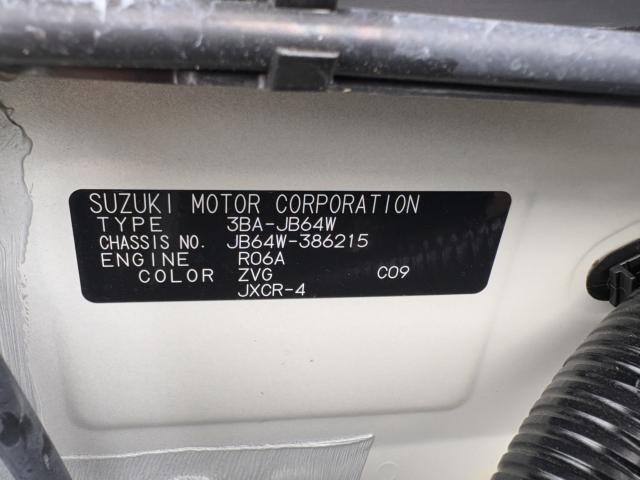 SUZUKI MOTOR CORPORATION
TYPE 3BA-JB64W
CHASSIS NO. JB64W-386215
ENGINE R06A
COLOR ZVG C09
JXCR-4